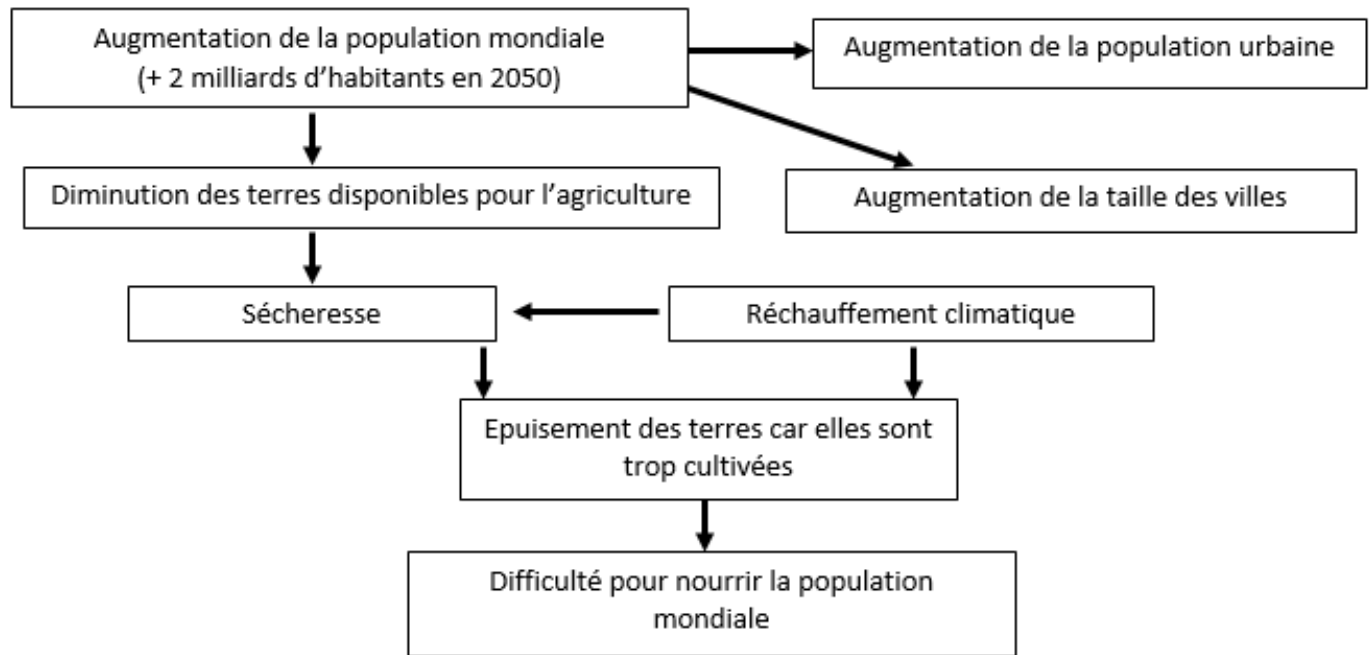 Augmentation de la population mondiale
(+ 2 milliards d'habitants en 2050)
Augmentation de la population urbaine
Diminution des terres disponibles pour l'agriculture
Augmentation de la taille des villes
Sécheresse
Réchauffement climatique
Epuisement des terres car elles sont
trop cultivées
Difficulté pour nourrir la population
mondiale